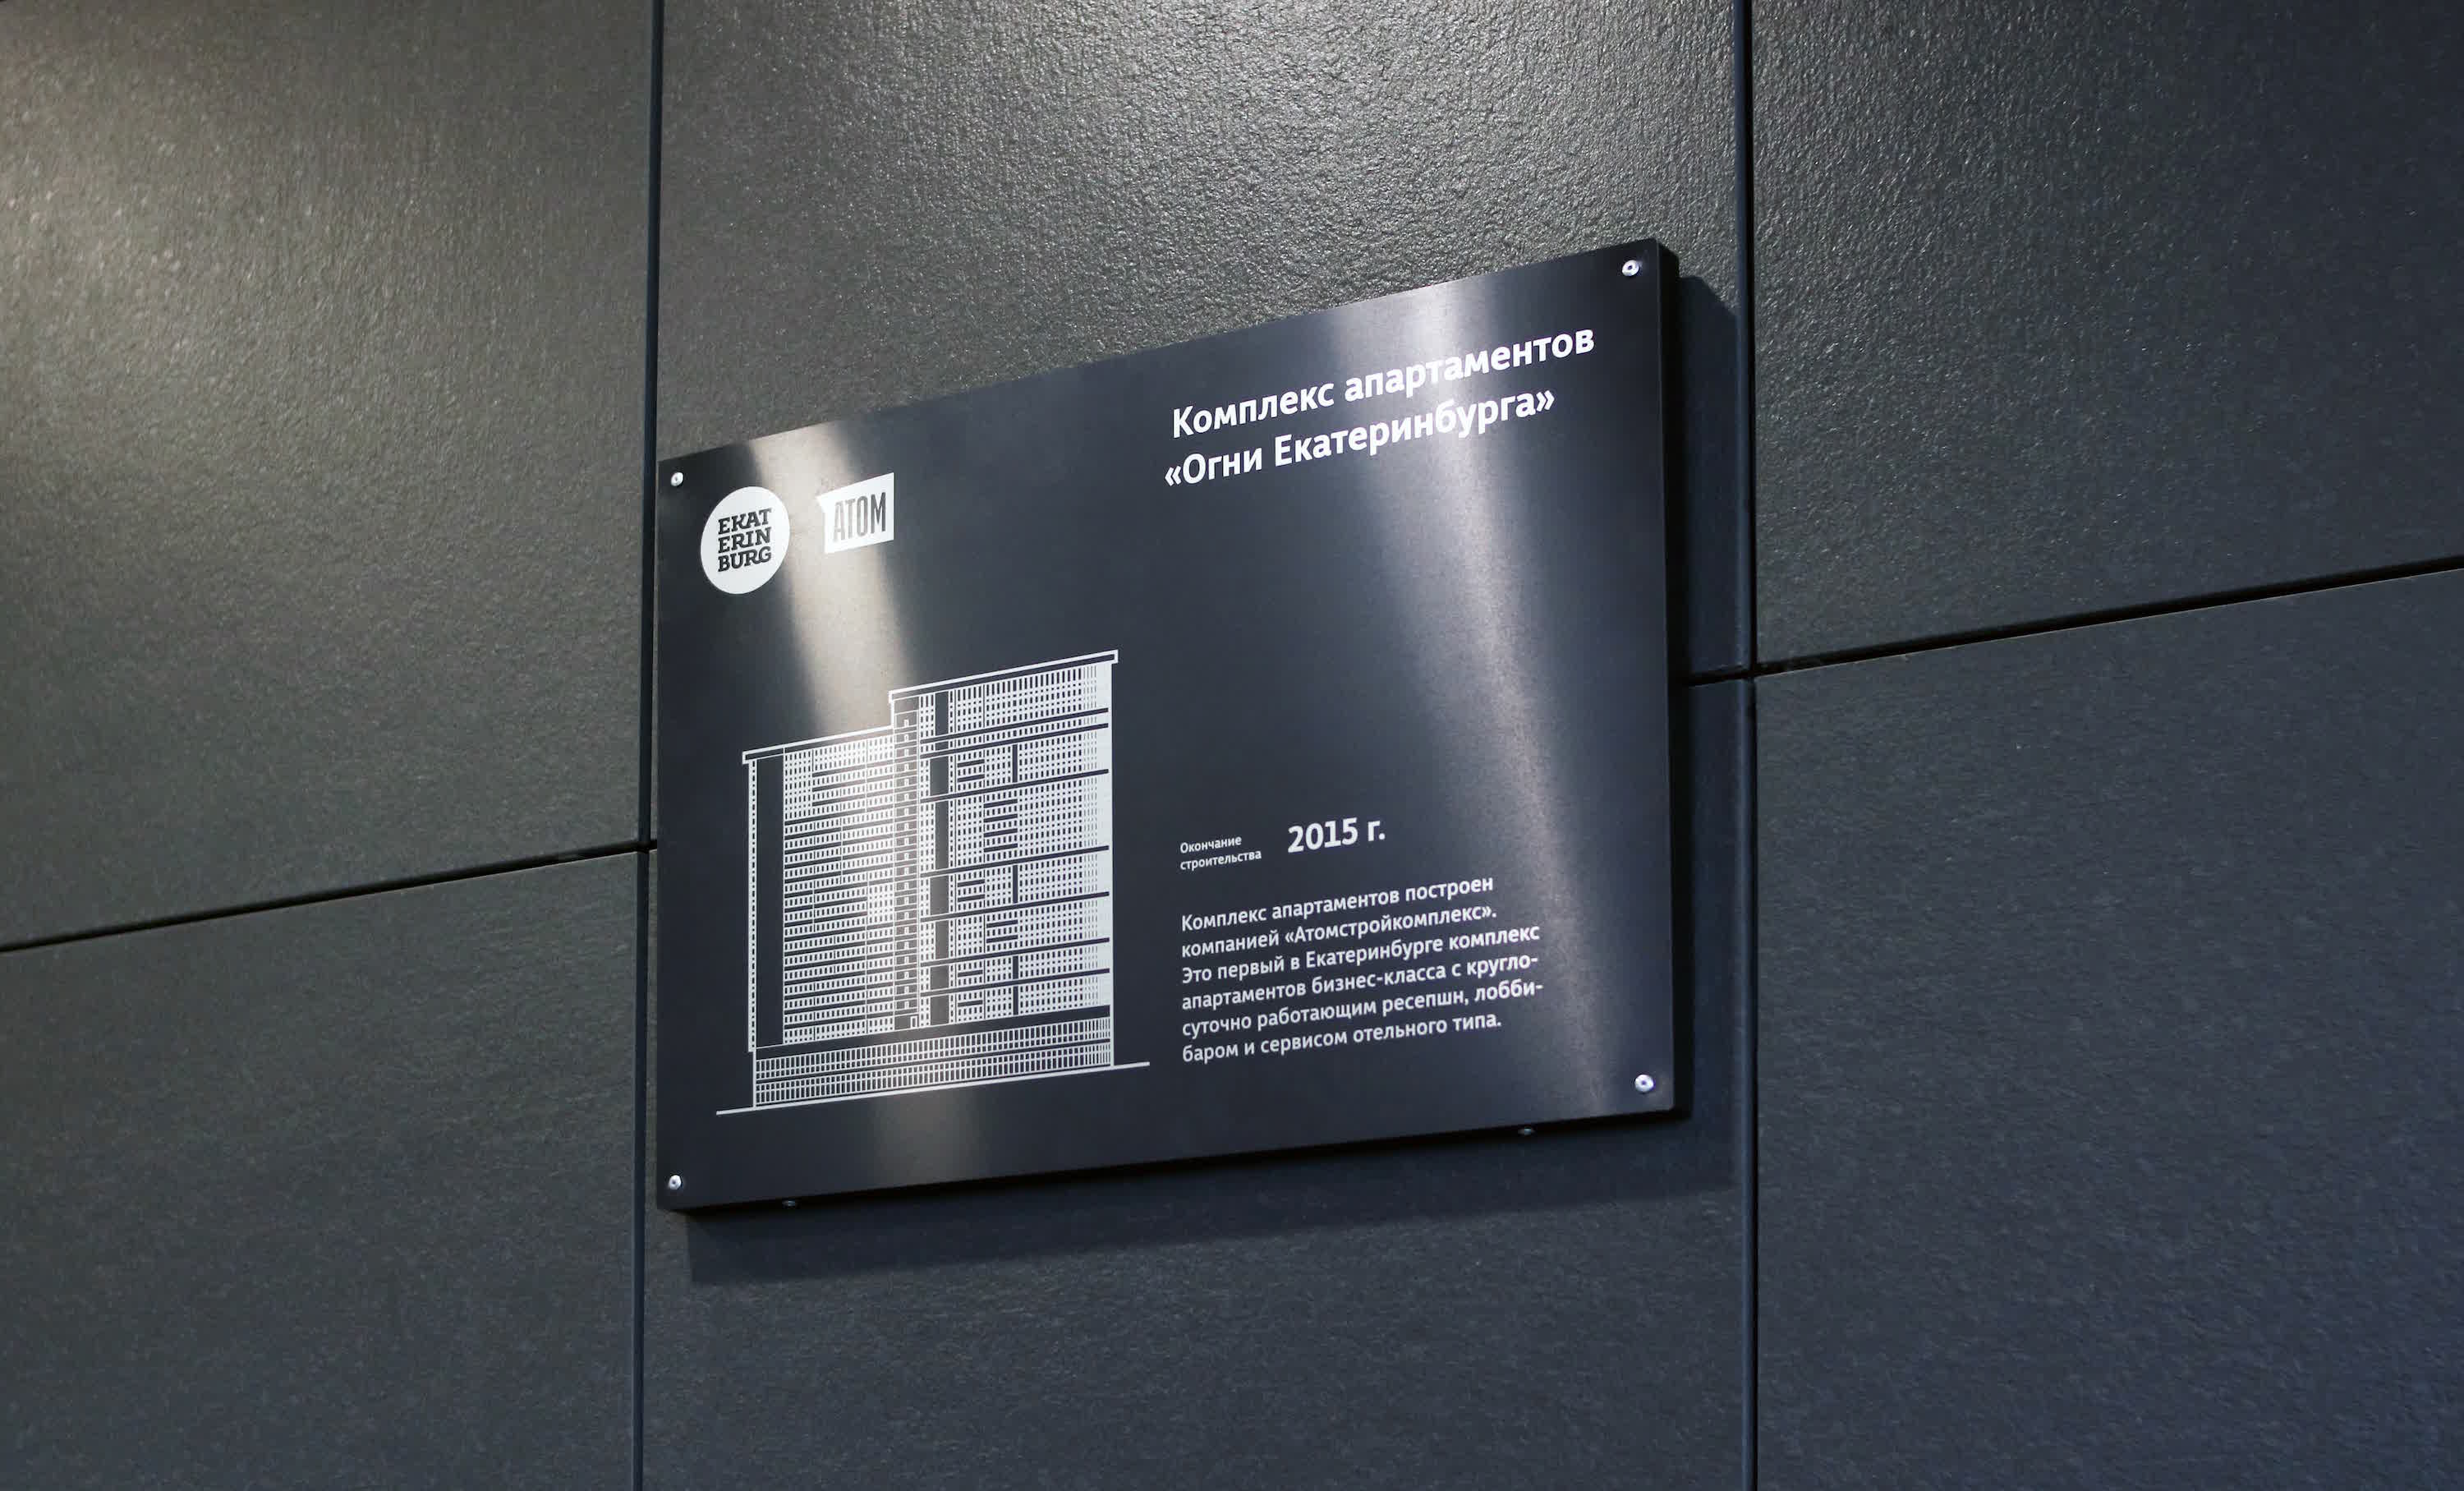 Комплекс апартаментов
«Огни Екатеринбурга»
EKAT
ERIN
BURG
ATOM
Окончание
строительства
2015 г.
Комплекс апартаментов построен
компанией «Атомстройкомплекс».
Это первый в Екатеринбурге комплекс
апартаментов бизнес-класса с кругло-
суточно работающим ресепшн, лобби-
баром и сервисом отельного типа.